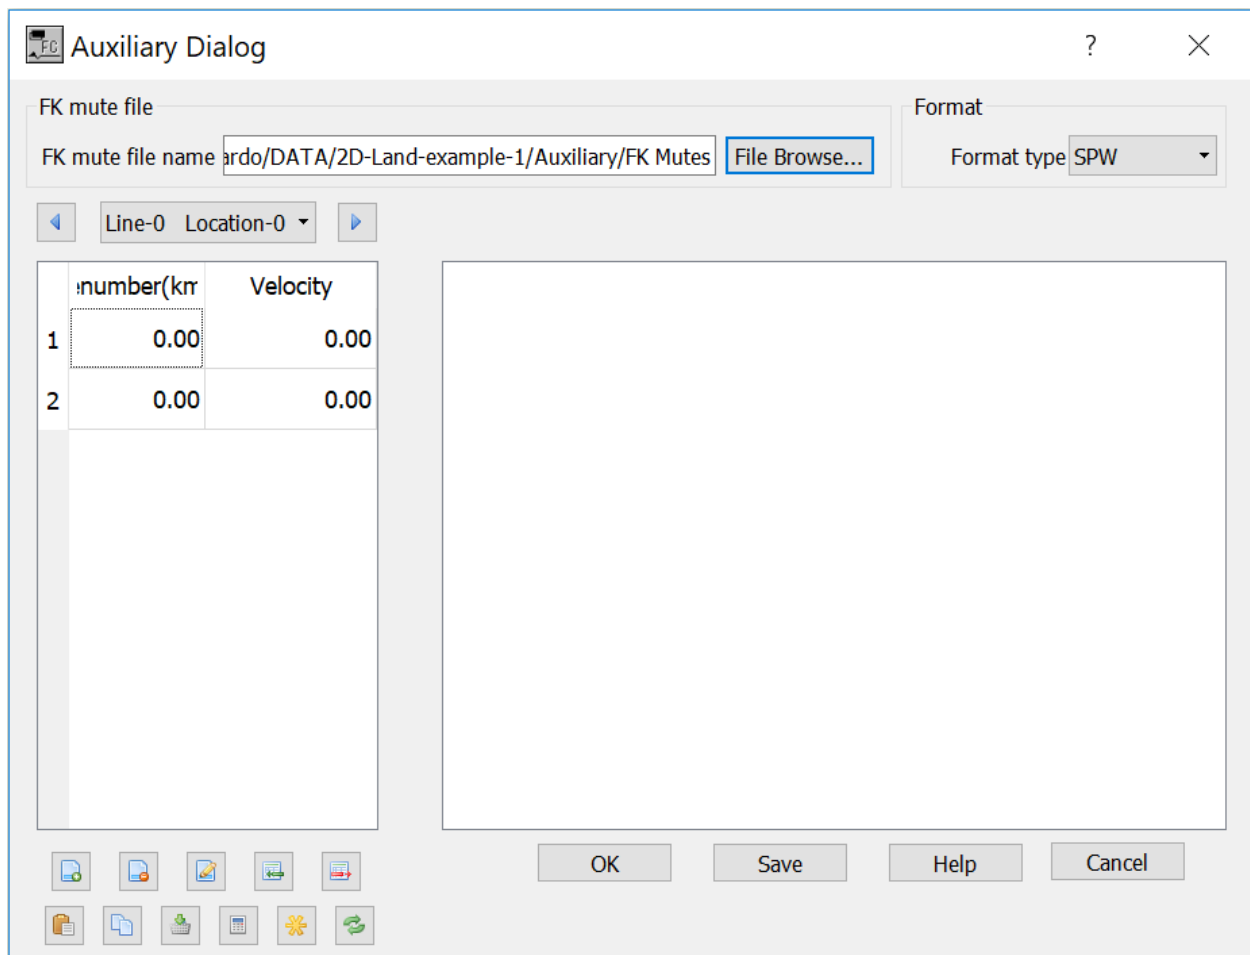 FC Auxiliary Dialog ?
FK mute file
Format
FK mute file name ardo/DATA/2D-Land-example-1/Auxiliary/FK Mutes File Browse...
Format type SPW
Line-0 Location-0
enumber(km Velocity
1 0.00 0.00
2 0.00 0.00
OK Save Help Cancel